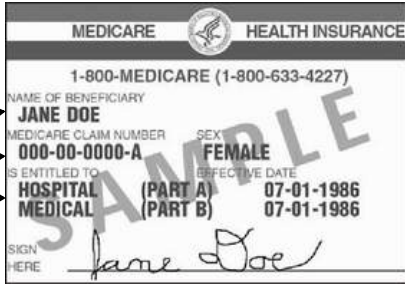 MEDICARE HEALTH INSURANCE
1-800-MEDICARE (1-800-633-4227)
NAME OF BENEFICIARY
JANE DOE
MEDICARE CLAIM NUMBER SEX
000-00-0000-A FEMALE
IS ENTITLED TO EFFECTIVE DATE
HOSPITAL (PART A) 07-01-1986
MEDICAL (PART B) 07-01-1986
SAMPLE
SIGN
HERE Jane Doe